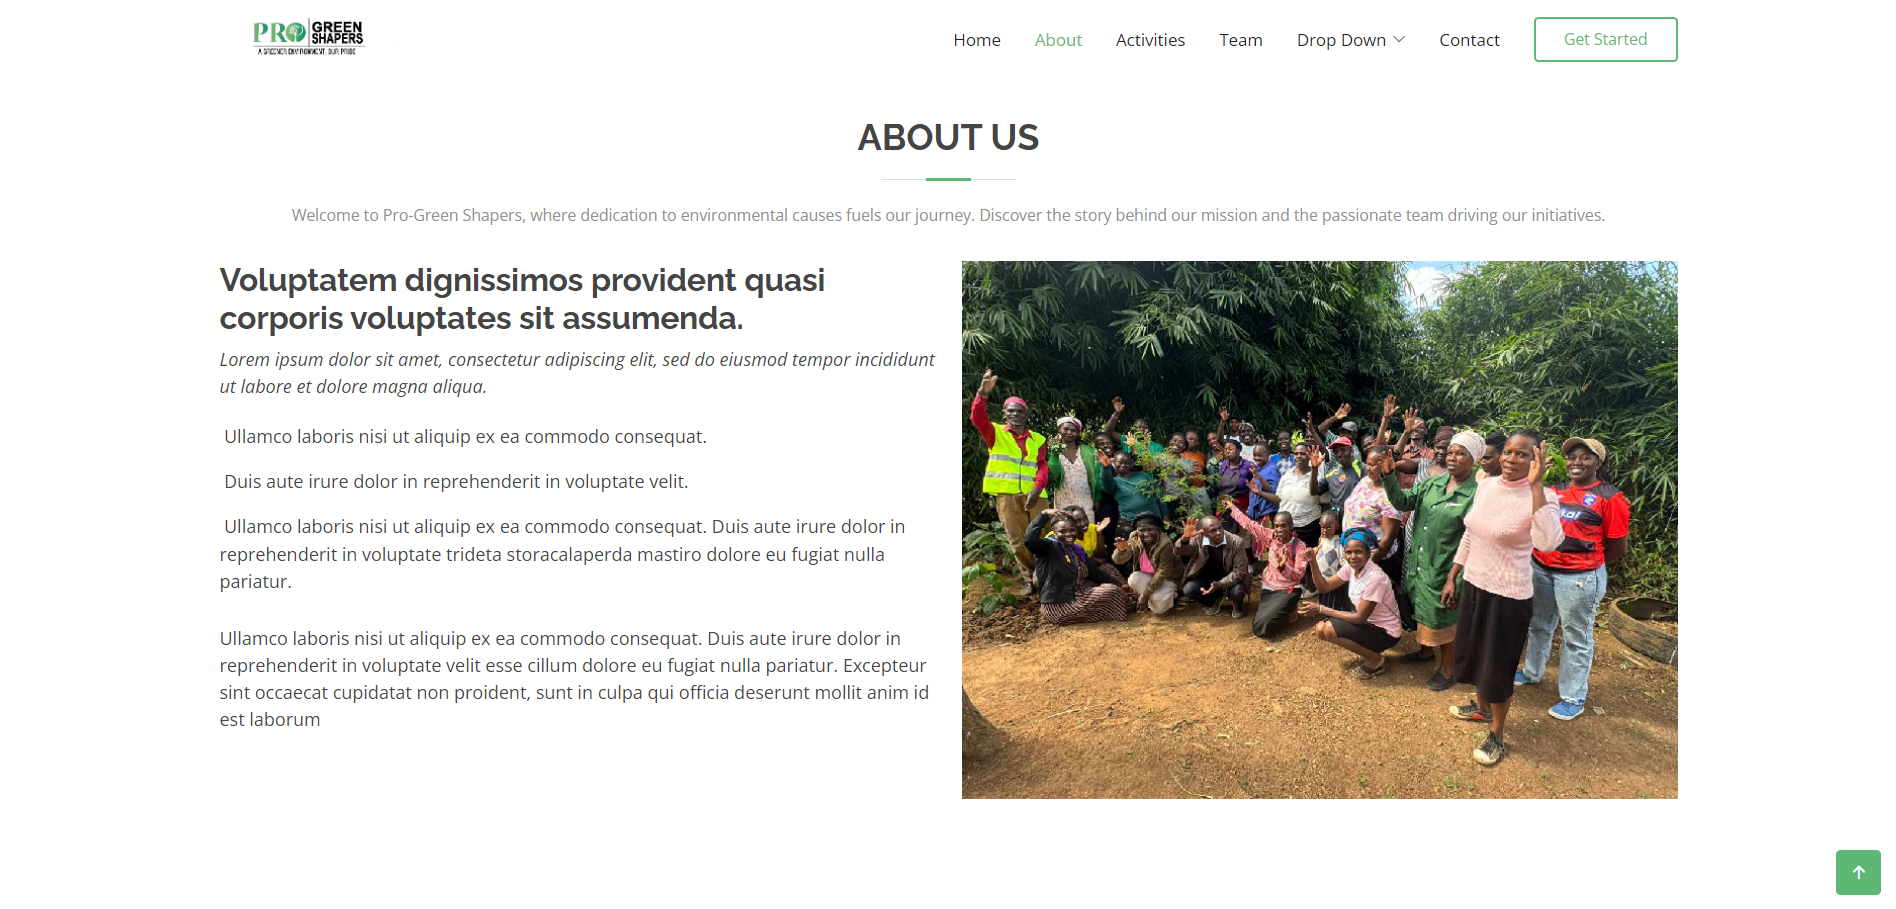 PRO GREEN SHAPERS
A GREENER ENVIRONMENT, OUR PRIDE
Home About Activities Team Drop Down Contact Get Started
ABOUT US
Welcome to Pro-Green Shapers, where dedication to environmental causes fuels our journey. Discover the story behind our mission and the passionate team driving our initiatives.
Voluptatem dignissimos provident quasi
corporis voluptates sit assumenda.
Lorem ipsum dolor sit amet, consectetur adipiscing elit, sed do eiusmod tempor incididunt
ut labore et dolore magna aliqua.
Ullamco laboris nisi ut aliquip ex ea commodo consequat.
Duis aute irure dolor in reprehenderit in voluptate velit.
Ullamco laboris nisi ut aliquip ex ea commodo consequat. Duis aute irure dolor in
reprehenderit in voluptate trideta storacalaperda mastiro dolore eu fugiat nulla
pariatur.
Ullamco laboris nisi ut aliquip ex ea commodo consequat. Duis aute irure dolor in
reprehenderit in voluptate velit esse cillum dolore eu fugiat nulla pariatur. Excepteur
sint occaecat cupidatat non proident, sunt in culpa qui officia deserunt mollit anim id
est laborum